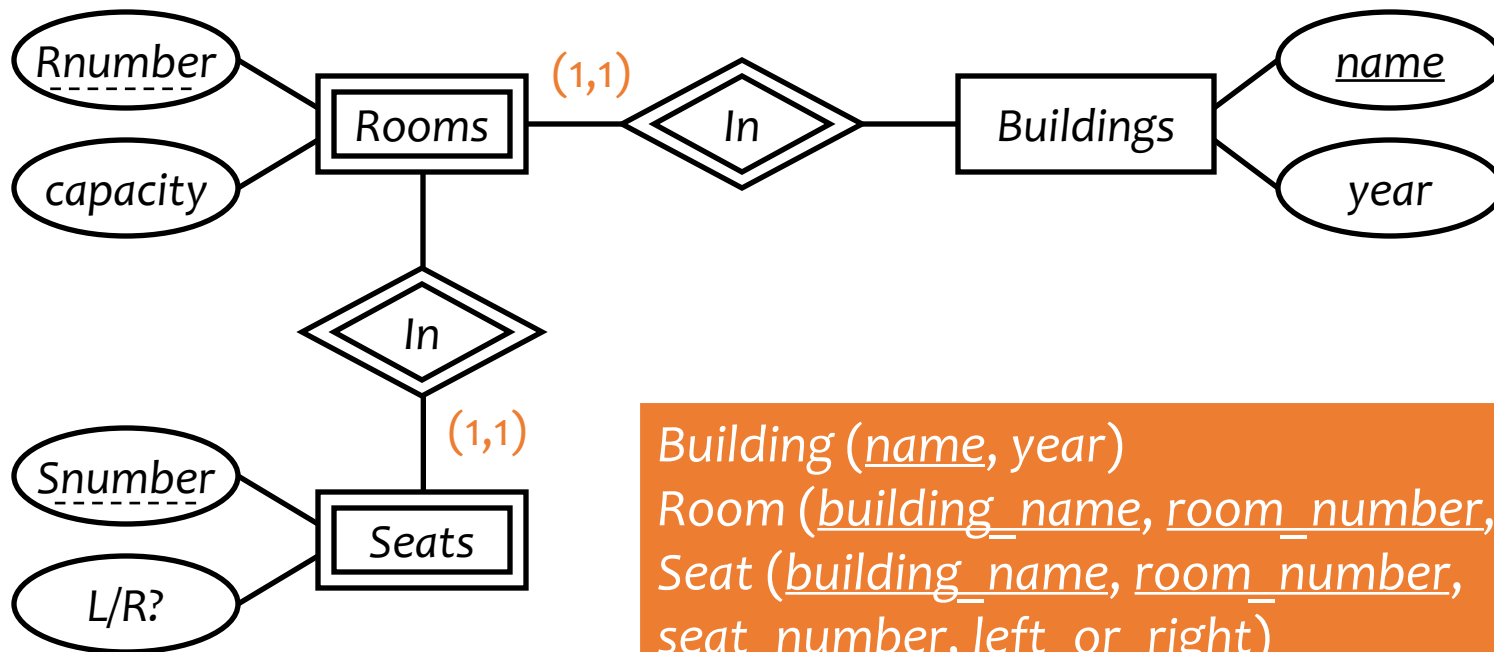 Rnumber
(1,1)
name
Rooms
In
Buildings
capacity
year
In
(1,1)
Snumber
Seats
L/R?
Building (name, year)
Room (building_name, room_number,
Seat (building_name, room_number,
seat_number, left_or_right)